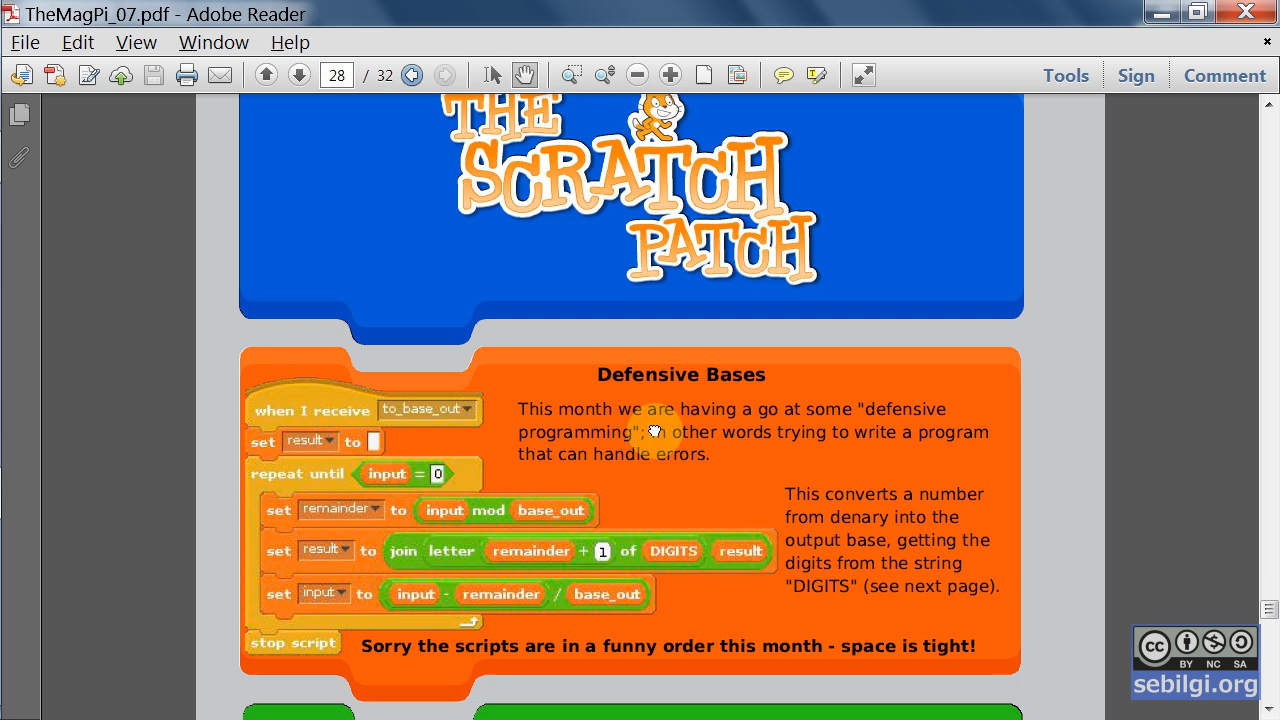 TheMagPi_07.pdf - Adobe Reader
File Edit View Window Help
28 / 32 Tools Sign Comment
THE
SCRATCH
PATCH
Defensive Bases
This month we are having a go at some "defensive
programming"; in other words trying to write a program
that can handle errors.
when I receive to_base_out
set result to
repeat until input = 0
set remainder to input mod base_out
set result to join letter remainder + 1 of DIGITS result
set input to input - remainder / base_out
stop script
This converts a number
from denary into the
output base, getting the
digits from the string
"DIGITS" (see next page).
Sorry the scripts are in a funny order this month - space is tight!
cc BY NC SA
sebilgi.org